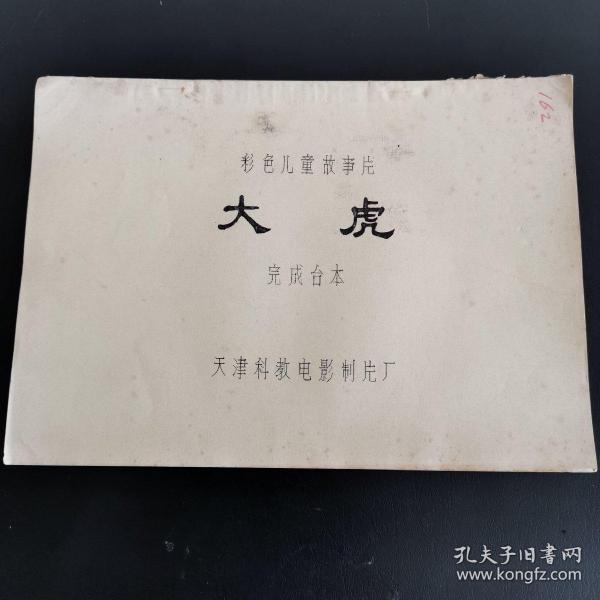 162
彩色儿童故事片
大虎
完成台本
天津科教电影制片厂
孔夫子旧书网
www.kongfz.com